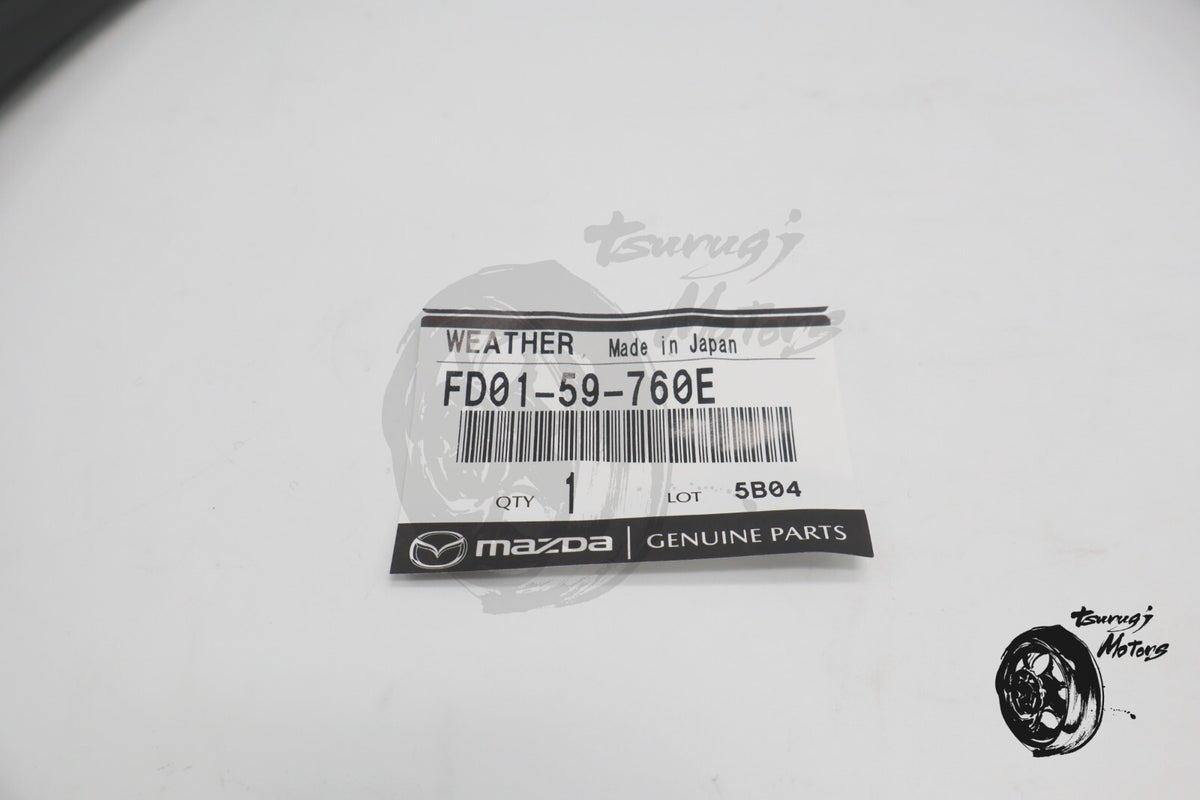 tsurugi
Motors
WEATHER Made in Japan
FD01-59-760E
QTY 1 LOT 5B04
mazda GENUINE PARTS
tsurugi
Motors